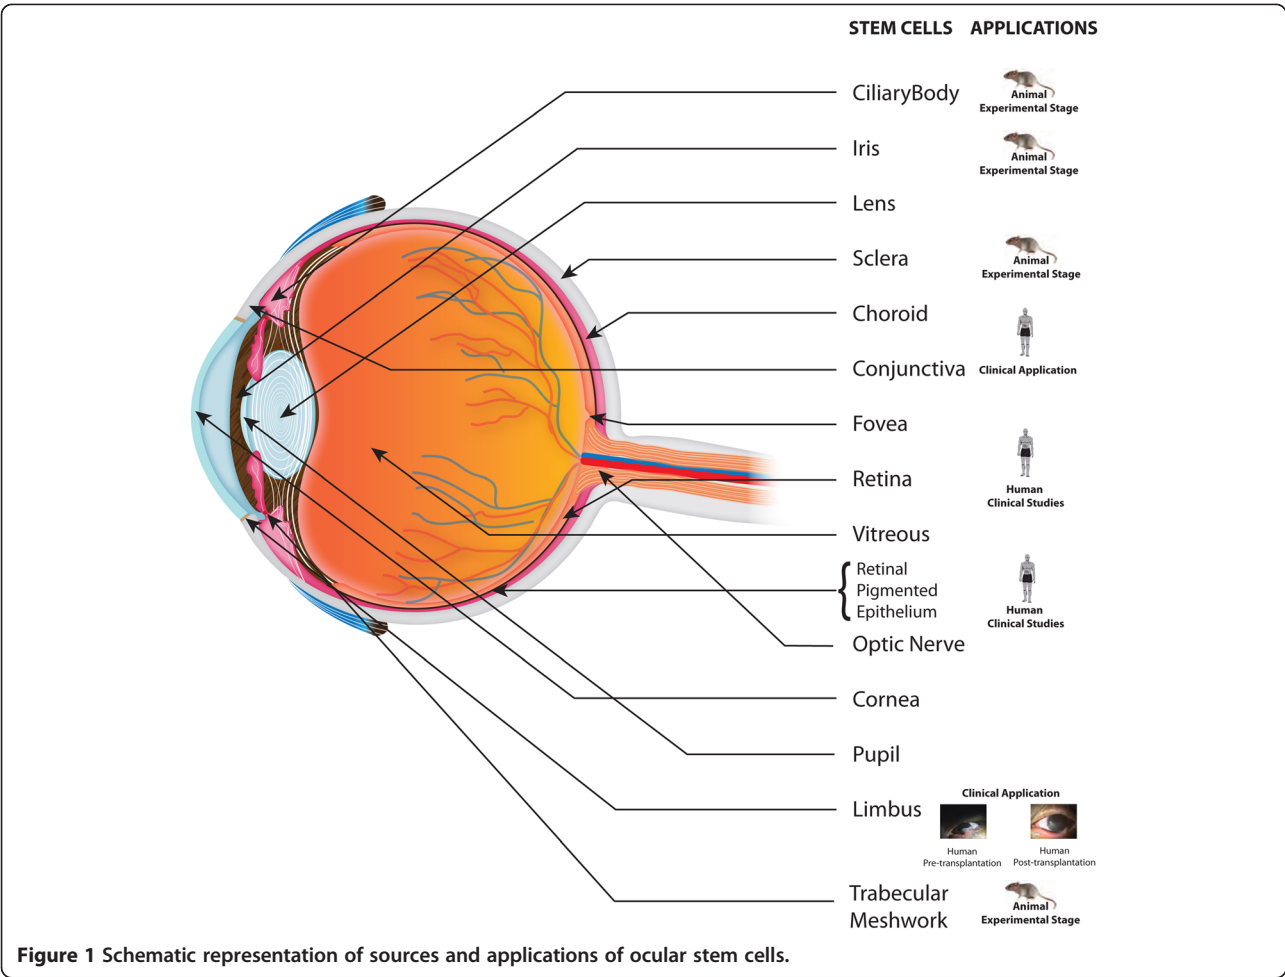 STEM CELLS APPLICATIONS
CiliaryBody
Animal
Experimental Stage
Iris
Animal
Experimental Stage
Lens
Sclera
Animal
Experimental Stage
Choroid
Conjunctiva Clinical Application
Fovea
Retina
Human
Clinical Studies
Vitreous
Retinal
Pigmented
Epithelium
Human
Clinical Studies
Optic Nerve
Cornea
Pupil
Clinical Application
Limbus
Human
Pre-transplantation
Human
Post-transplantation
Trabecular
Meshwork
Animal
Experimental Stage
Figure 1 Schematic representation of sources and applications of ocular stem cells.